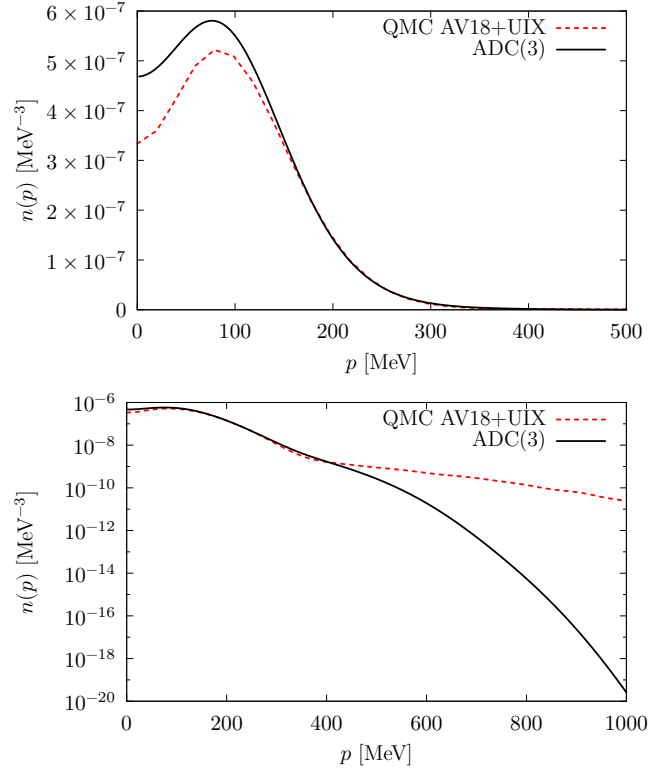 QMC AV18+UIX
ADC(3)
n(p) [MeV⁻³]
7 × 10⁻⁷
6 × 10⁻⁷
5 × 10⁻⁷
4 × 10⁻⁷
3 × 10⁻⁷
2 × 10⁻⁷
1 × 10⁻⁷
0
0 100 200 300 400 500
p [MeV]
QMC AV18+UIX
ADC(3)
n(p) [MeV⁻³]
10⁻⁶
10⁻⁸
10⁻¹⁰
10⁻¹²
10⁻¹⁴
10⁻¹⁶
10⁻¹⁸
10⁻²⁰
0 200 400 600 800 1000
p [MeV]